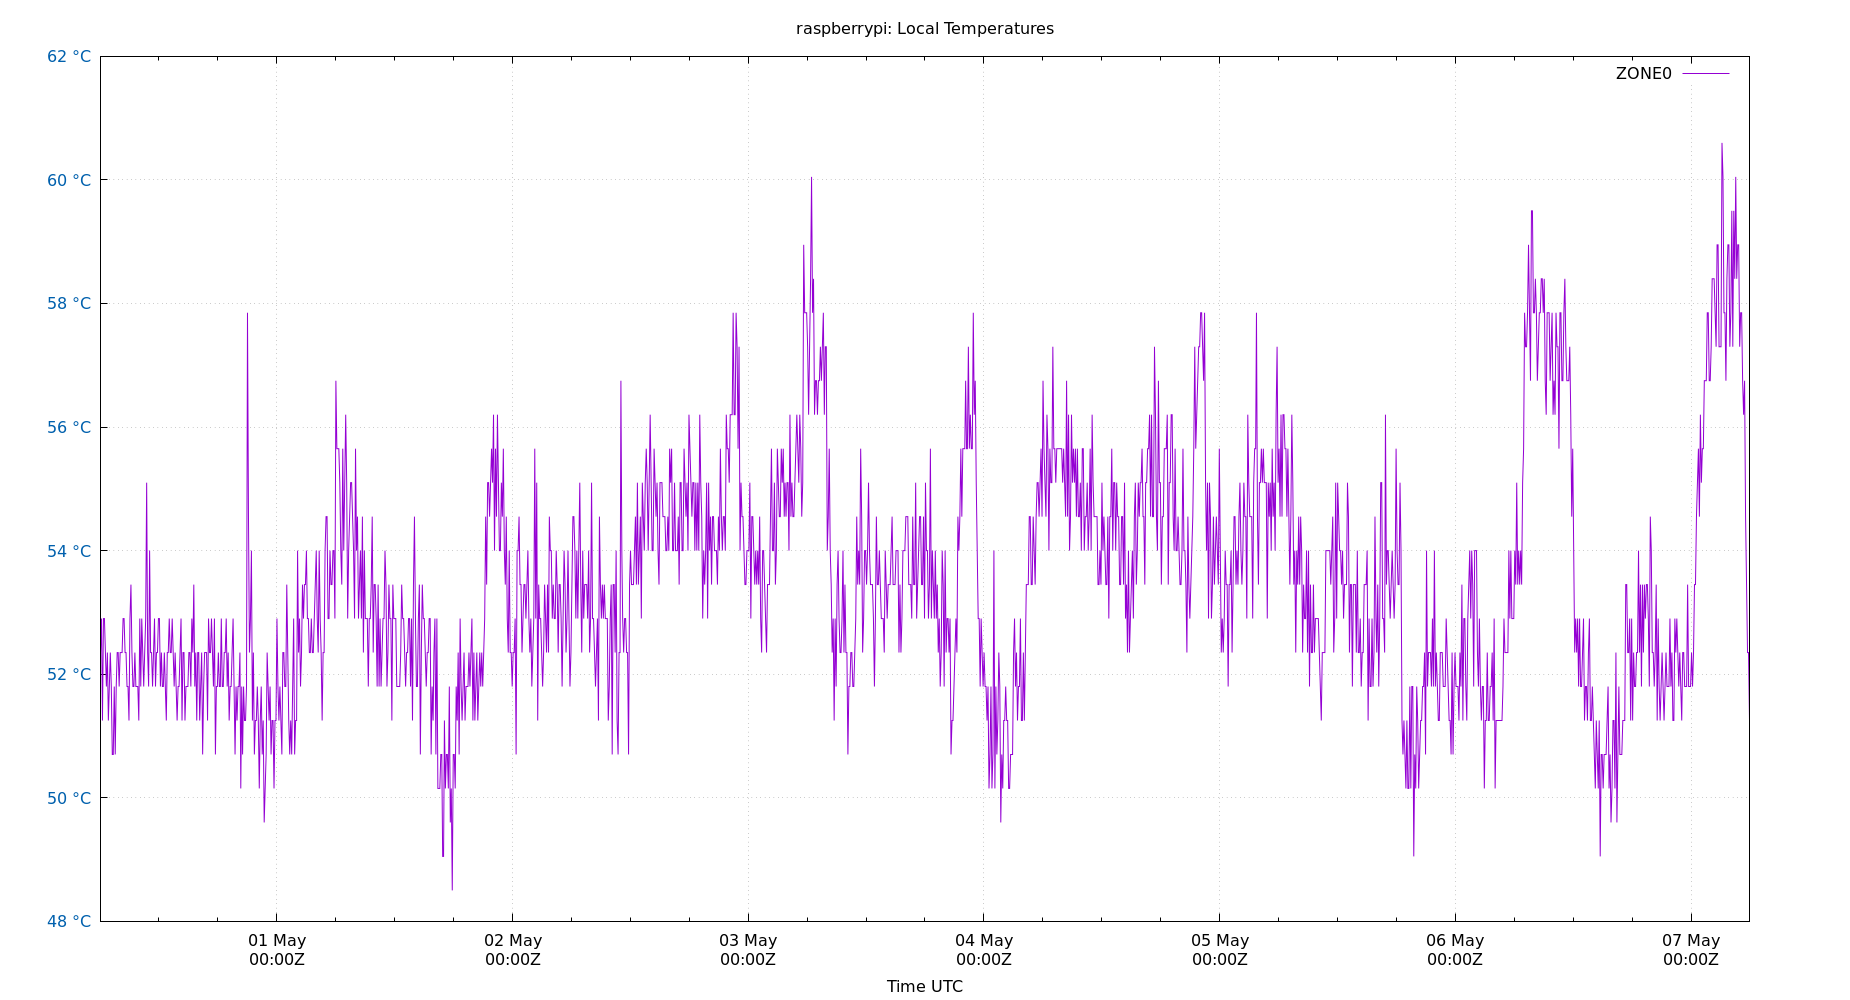 raspberrypi: Local Temperatures
62 °C
ZONE0
60 °C
58 °C
56 °C
54 °C
52 °C
50 °C
48 °C
01 May 02 May 03 May 04 May 05 May 06 May 07 May
00:00Z 00:00Z 00:00Z 00:00Z 00:00Z 00:00Z 00:00Z
Time UTC